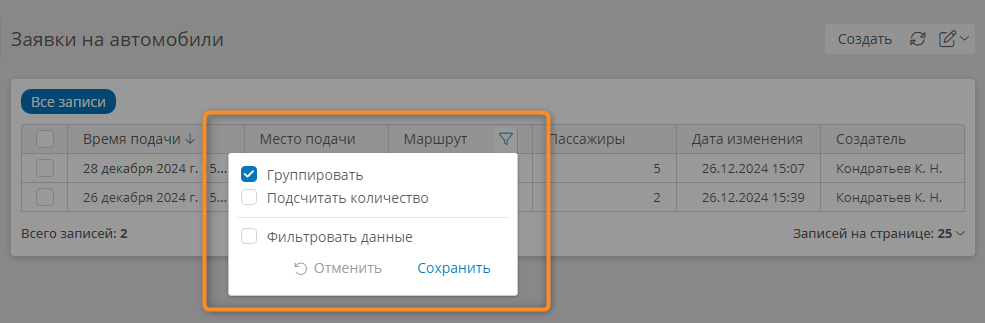 Заявки на автомобили
Создать
Все записи
Время подачи Место подачи Маршрут Пассажиры Дата изменения Создатель
28 декабря 2024 г. 15... 5 26.12.2024 15:07 Кондратьев К. Н.
26 декабря 2024 г. 15... 2 26.12.2024 15:39 Кондратьев К. Н.
Группировать
Подсчитать количество
Фильтровать данные
Отменить Сохранить
Всего записей: 2 Записей на странице: 25